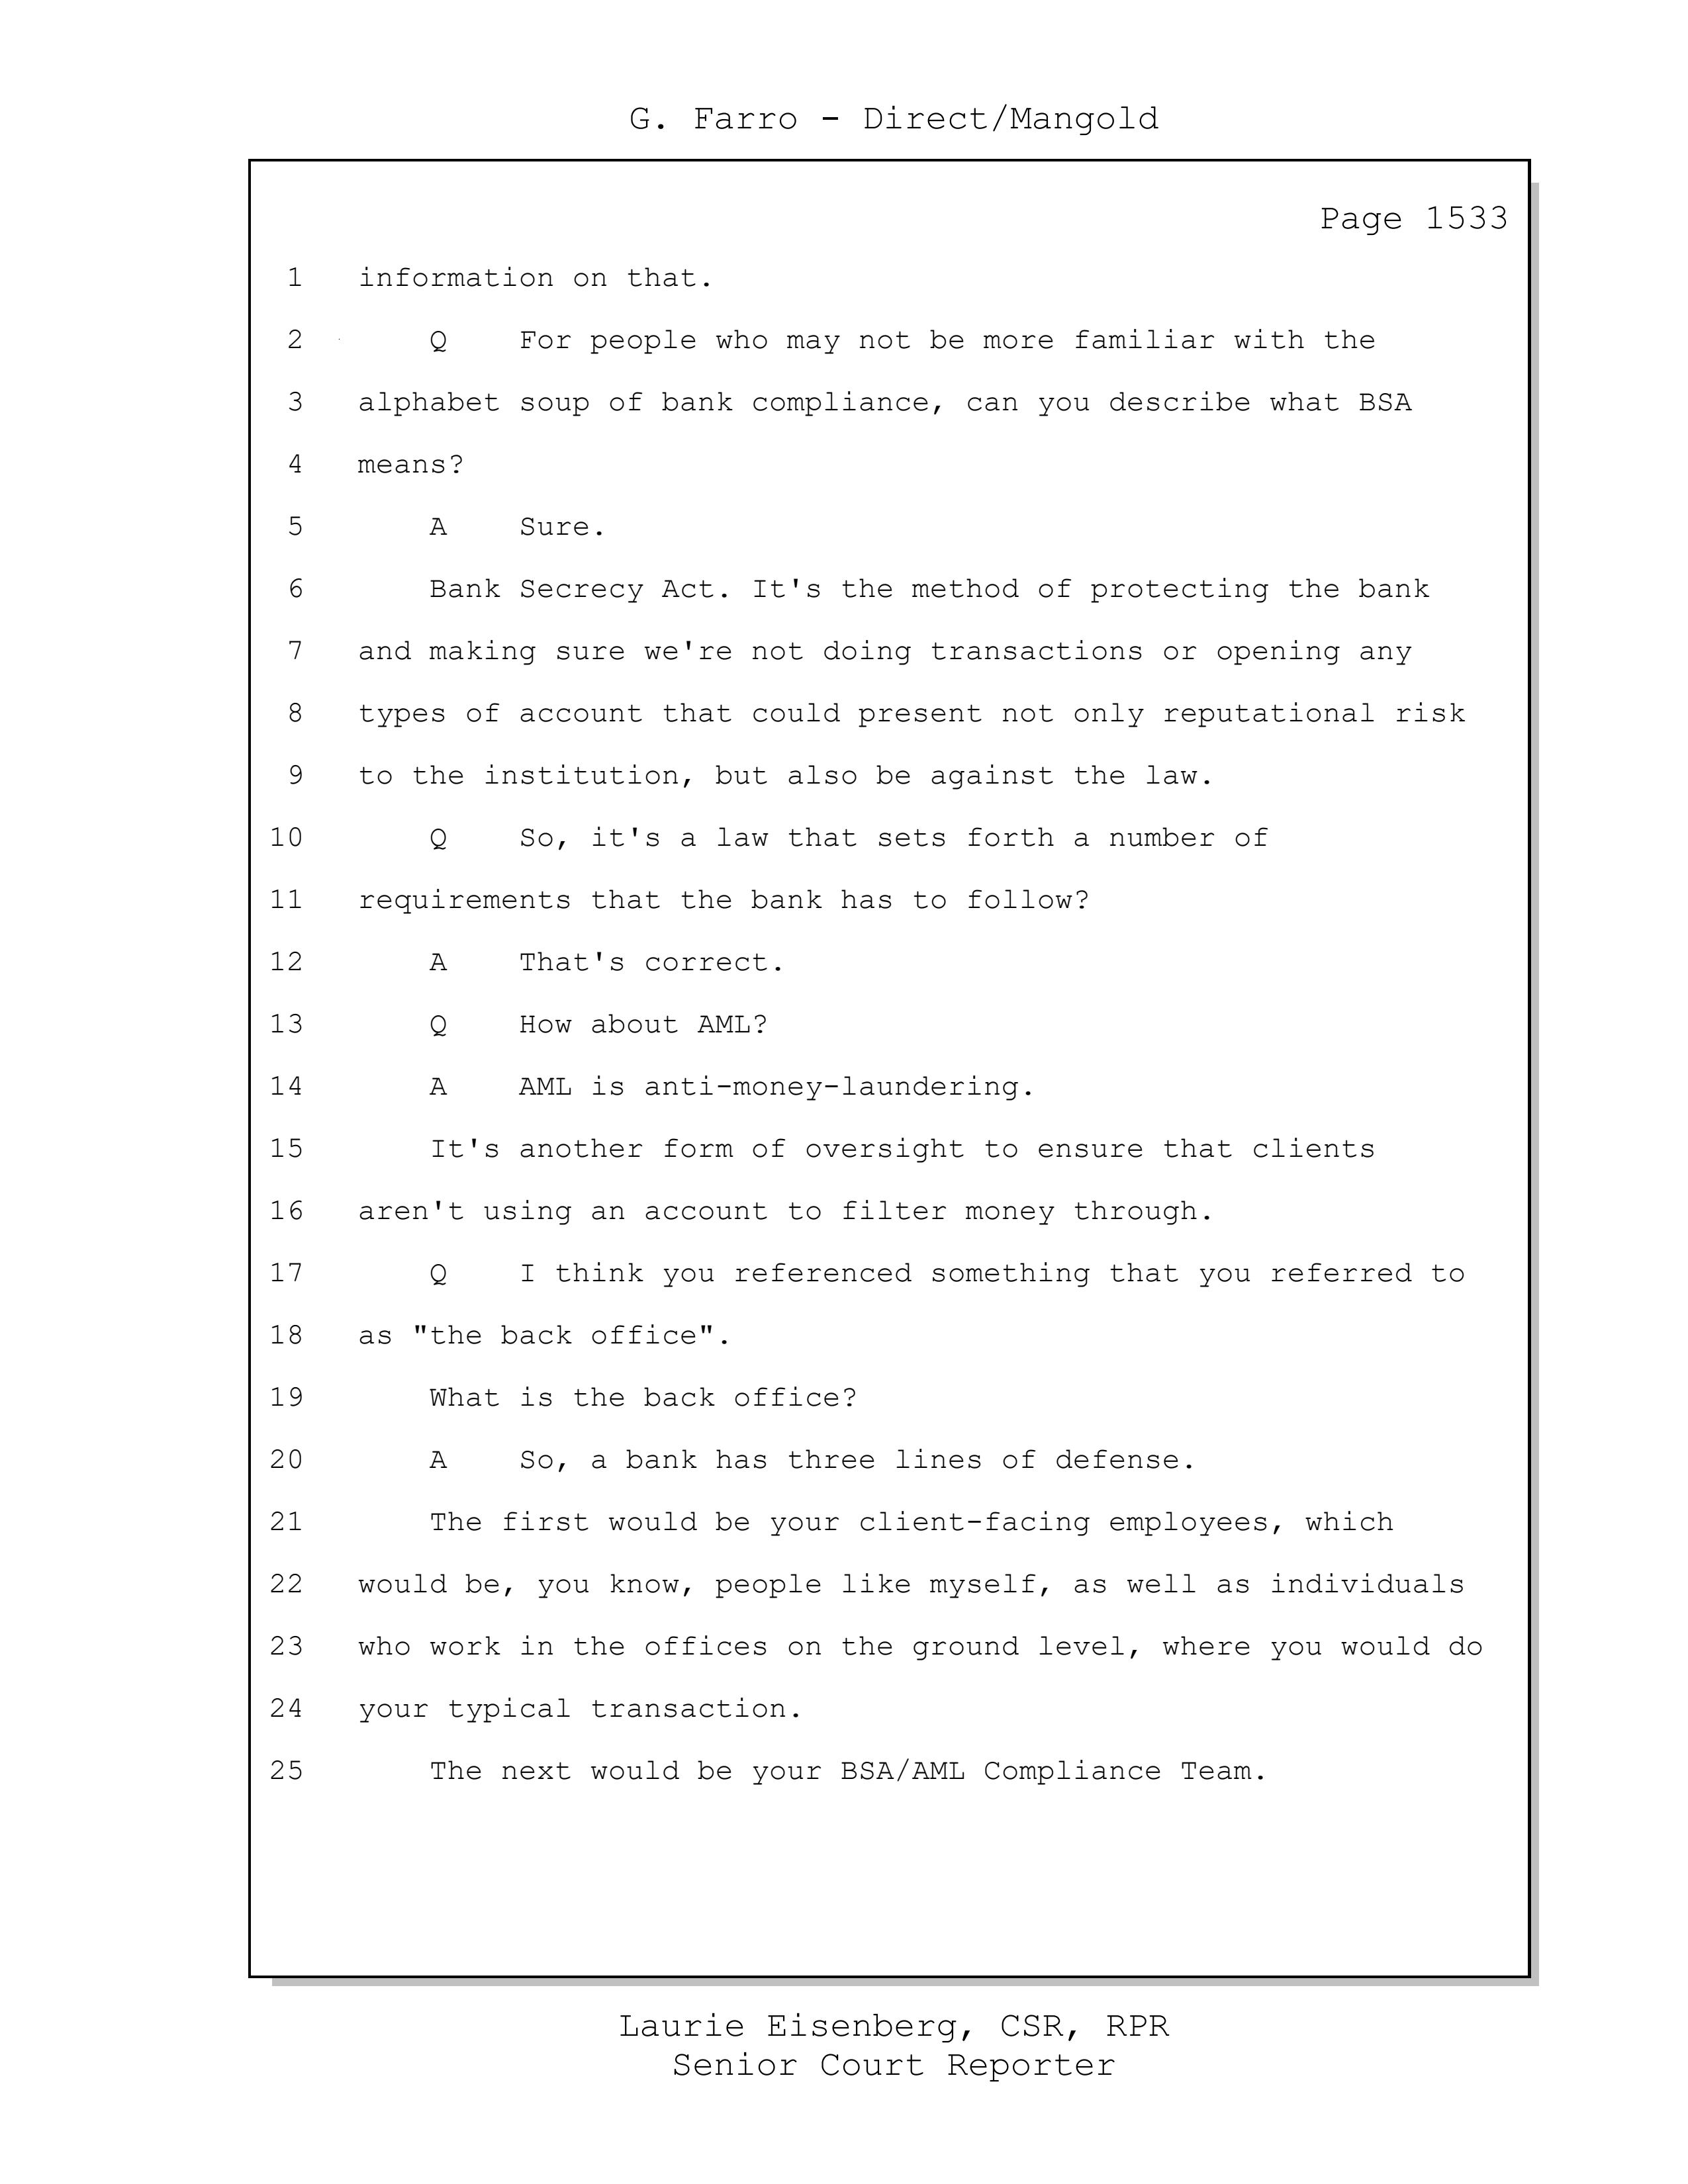 G. Farro - Direct/Mangold
Page 1533
1 information on that.
2 Q For people who may not be more familiar with the
3 alphabet soup of bank compliance, can you describe what BSA
4 means?
5 A Sure.
6 Bank Secrecy Act. It's the method of protecting the bank
7 and making sure we're not doing transactions or opening any
8 types of account that could present not only reputational risk
9 to the institution, but also be against the law.
10 Q So, it's a law that sets forth a number of
11 requirements that the bank has to follow?
12 A That's correct.
13 Q How about AML?
14 A AML is anti-money-laundering.
15 It's another form of oversight to ensure that clients
16 aren't using an account to filter money through.
17 Q I think you referenced something that you referred to
18 as "the back office".
19 What is the back office?
20 A So, a bank has three lines of defense.
21 The first would be your client-facing employees, which
22 would be, you know, people like myself, as well as individuals
23 who work in the offices on the ground level, where you would do
24 your typical transaction.
25 The next would be your BSA/AML Compliance Team.
Laurie Eisenberg, CSR, RPR
Senior Court Reporter